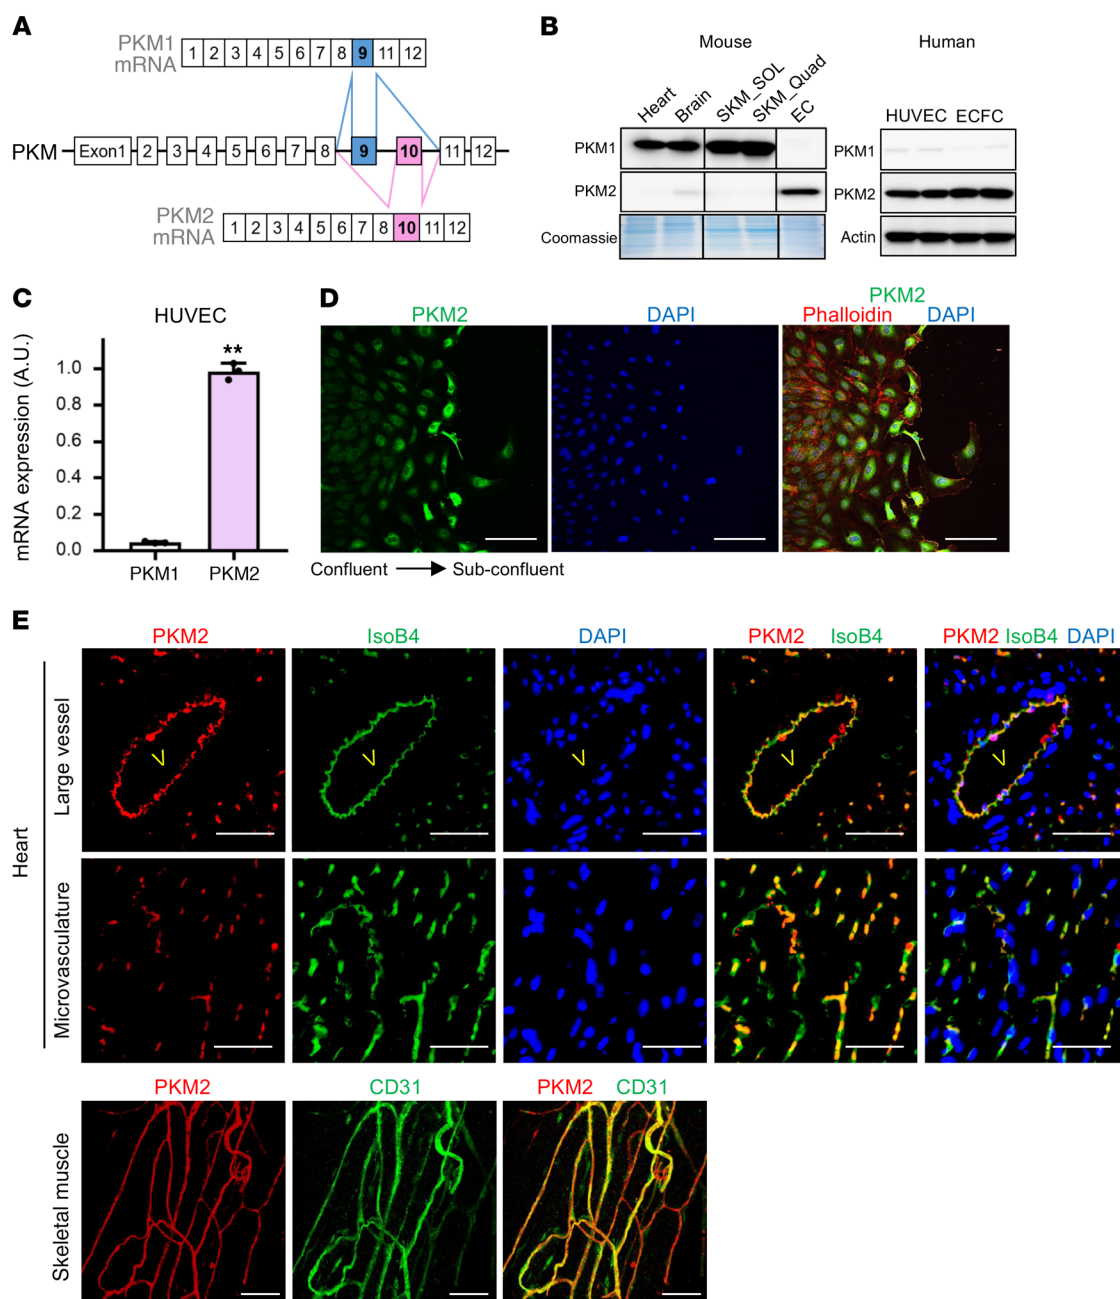 A
PKM1
mRNA
1 2 3 4 5 6 7 8 9 11 12
PKM
Exon1 2 3 4 5 6 7 8 9 10 11 12
PKM2
mRNA
1 2 3 4 5 6 7 8 10 11 12
B
Mouse
Human
Heart
Brain
SKM_SOL
SKM_Quad
EC
HUVEC ECFC
PKM1
PKM2
Coomassie
PKM1
PKM2
Actin
C
HUVEC
mRNA expression (A.U.)
1.0
0.8
0.6
0.4
0.2
0.0
**
PKM1
PKM2
D
PKM2
DAPI
PKM2
Phalloidin DAPI
Confluent
Sub-confluent
E
PKM2
IsoB4
DAPI
PKM2 IsoB4
PKM2 IsoB4 DAPI
Heart
Large vessel
V
V
V
V
V
Microvasculature
PKM2
CD31
PKM2 CD31
Skeletal muscle